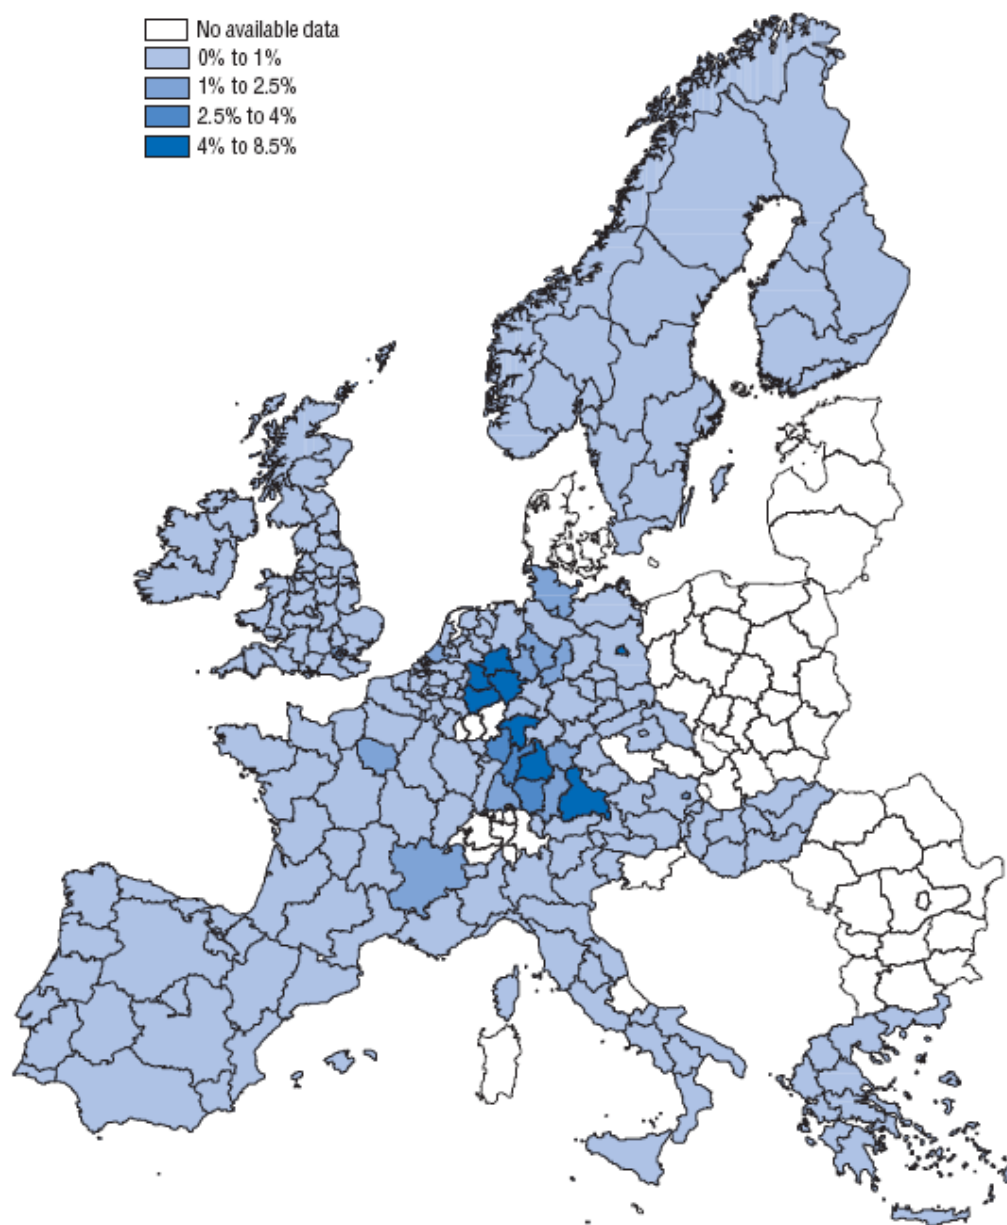 No available data
0% to 1%
1% to 2.5%
2.5% to 4%
4% to 8.5%